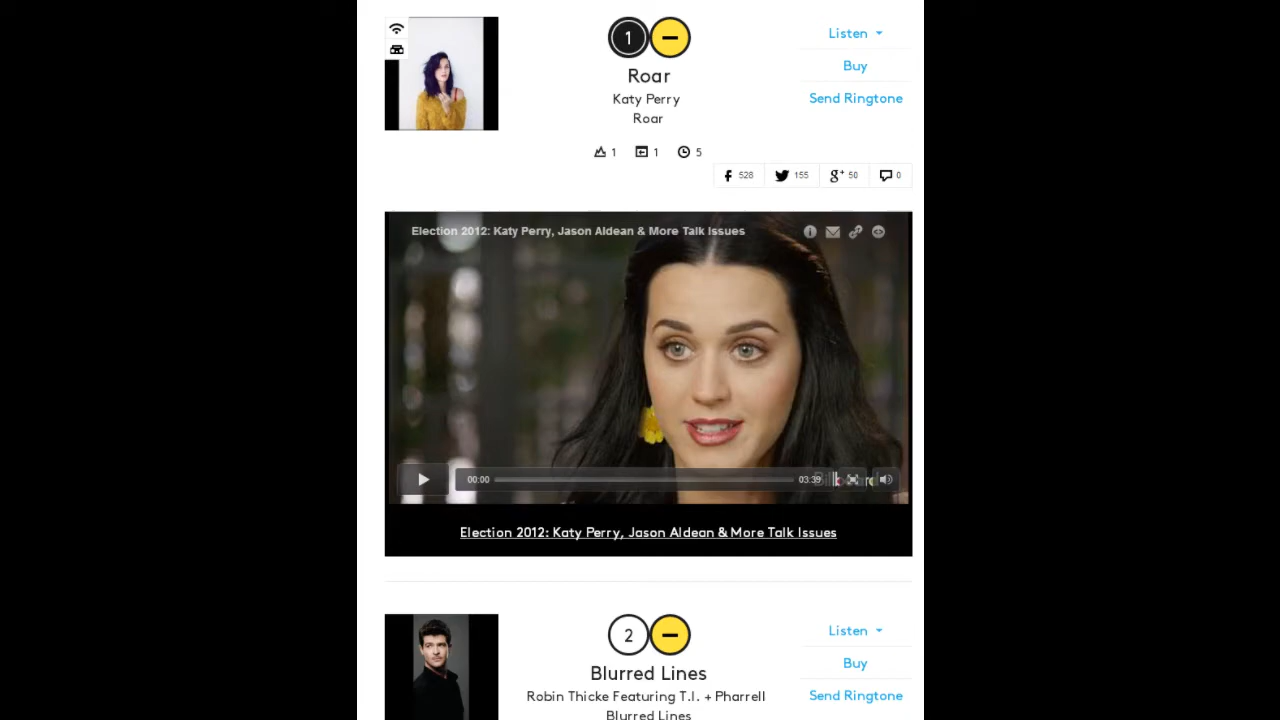 1
Roar
Katy Perry
Roar
Listen
Buy
Send Ringtone
1 1 5
528 155 g+ 50 0
Election 2012: Katy Perry, Jason Aldean & More Talk Issues
00:00 03:39
Election 2012: Katy Perry, Jason Aldean & More Talk Issues
2
Blurred Lines
Robin Thicke Featuring T.I. + Pharrell
Blurred Lines
Listen
Buy
Send Ringtone